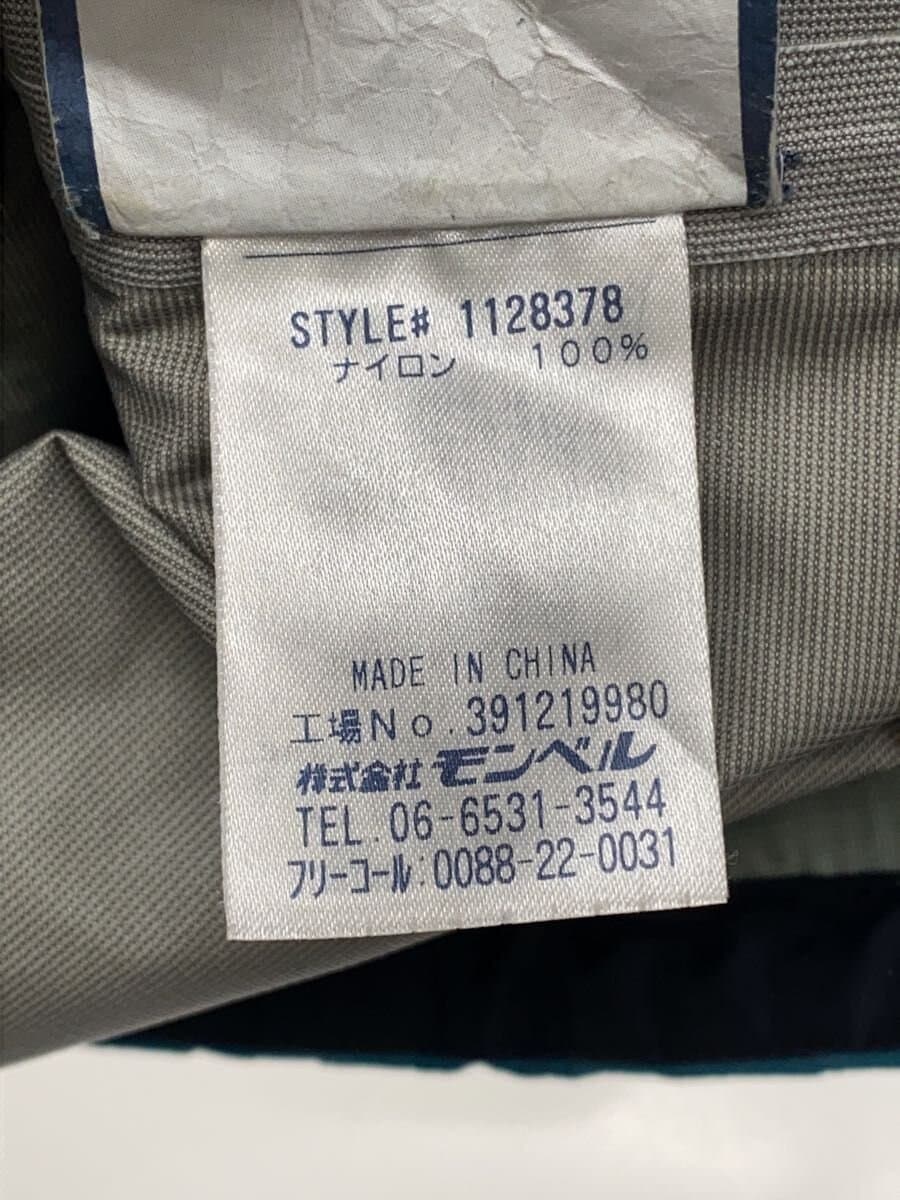 STYLE# 1128378
ナイロン 100%
MADE IN CHINA
工場No.391219980
株式会社モンベル
TEL.06-6531-3544
フリーコール:0088-22-0031